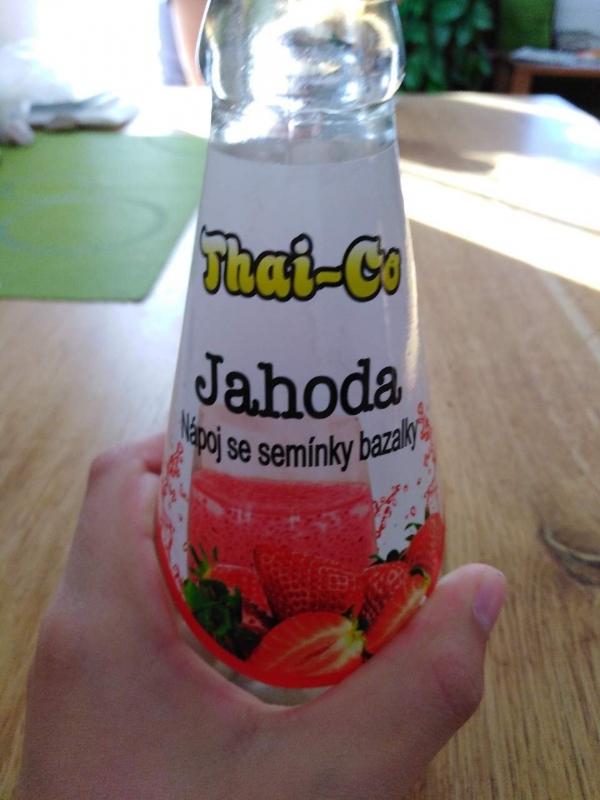 Thai-Co
Jahoda
Nápoj se semínky bazalky